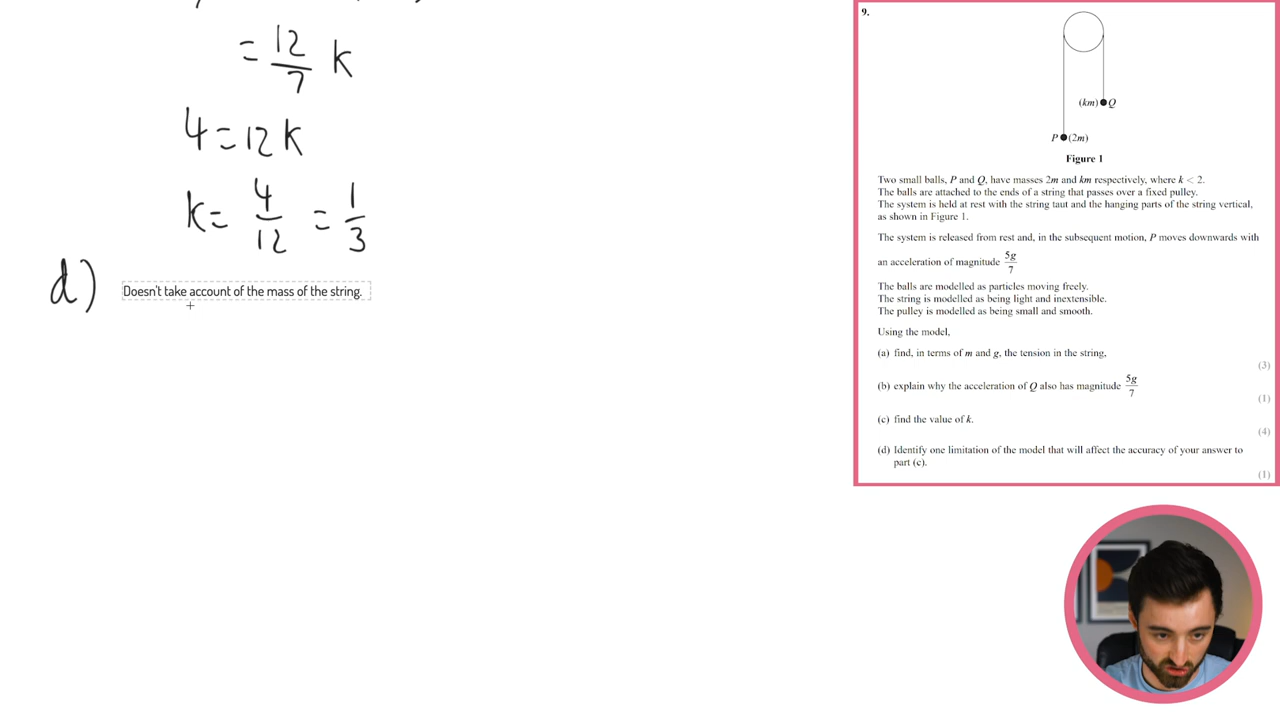 = 12/7 k
4 = 12 k
k = 4/12 = 1/3
d) Doesn't take account of the mass of the string.
9.
(km) Q
P (2m)
Figure 1
Two small balls, P and Q, have masses 2m and km respectively, where k < 2.
The balls are attached to the ends of a string that passes over a fixed pulley.
The system is held at rest with the string taut and the hanging parts of the string vertical,
as shown in Figure 1.
The system is released from rest and, in the subsequent motion, P moves downwards with
an acceleration of magnitude 5g/7
The balls are modelled as particles moving freely.
The string is modelled as being light and inextensible.
The pulley is modelled as being small and smooth.
Using the model,
(a) find, in terms of m and g, the tension in the string,
(3)
(b) explain why the acceleration of Q also has magnitude 5g/7
(1)
(c) find the value of k.
(4)
(d) Identify one limitation of the model that will affect the accuracy of your answer to
part (c).
(1)